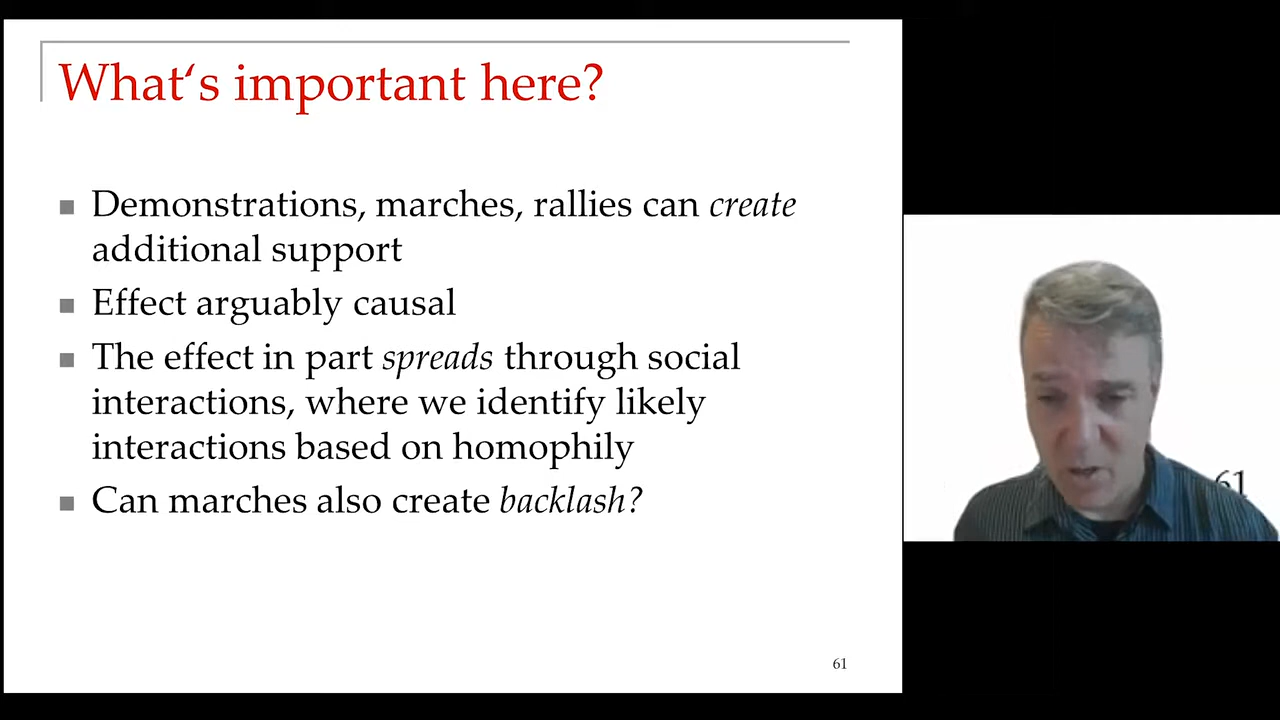 What‘s important here?
Demonstrations, marches, rallies can create
additional support
Effect arguably causal
The effect in part spreads through social
interactions, where we identify likely
interactions based on homophily
Can marches also create backlash?
61
61